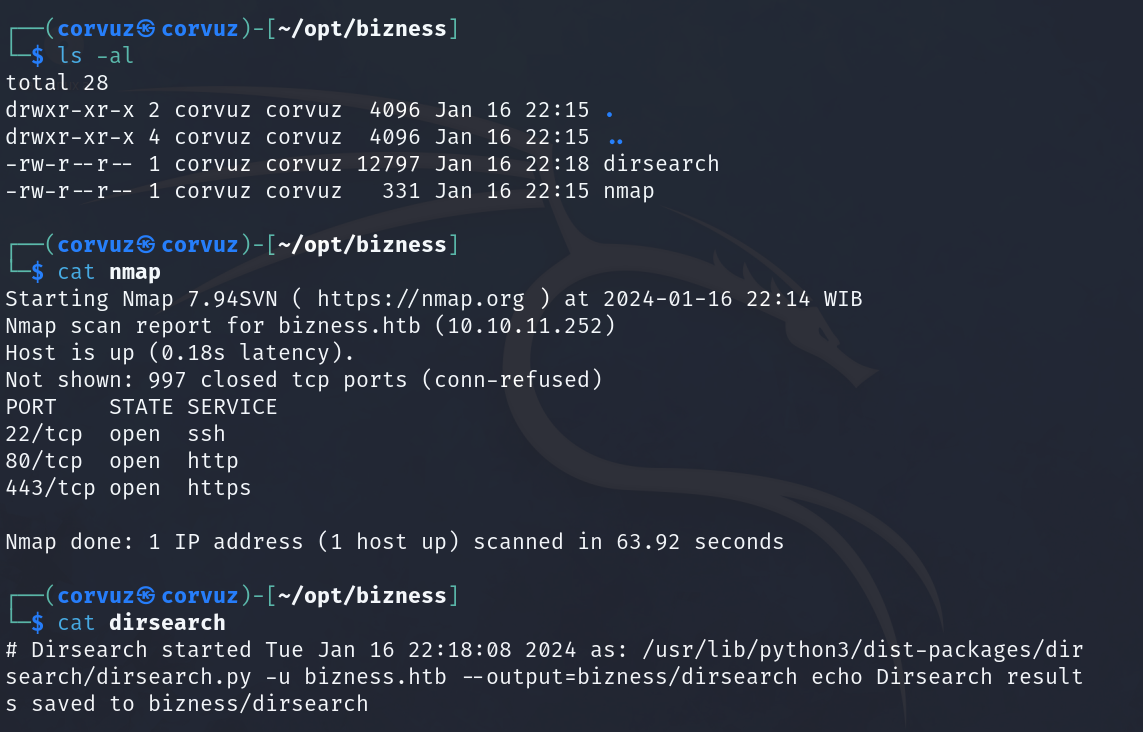 ┌──(corvuz㉿corvuz)-[~/opt/bizness]
└─$ ls -al
total 28
drwxr-xr-x 2 corvuz corvuz  4096 Jan 16 22:15 .
drwxr-xr-x 4 corvuz corvuz  4096 Jan 16 22:15 ..
-rw-r--r-- 1 corvuz corvuz 12797 Jan 16 22:18 dirsearch
-rw-r--r-- 1 corvuz corvuz   331 Jan 16 22:15 nmap
┌──(corvuz㉿corvuz)-[~/opt/bizness]
└─$ cat nmap
Starting Nmap 7.94SVN ( https://nmap.org ) at 2024-01-16 22:14 WIB
Nmap scan report for bizness.htb (10.10.11.252)
Host is up (0.18s latency).
Not shown: 997 closed tcp ports (conn-refused)
PORT    STATE SERVICE
22/tcp  open  ssh
80/tcp  open  http
443/tcp open  https
Nmap done: 1 IP address (1 host up) scanned in 63.92 seconds
┌──(corvuz㉿corvuz)-[~/opt/bizness]
└─$ cat dirsearch
# Dirsearch started Tue Jan 16 22:18:08 2024 as: /usr/lib/python3/dist-packages/dir
search/dirsearch.py -u bizness.htb --output=bizness/dirsearch echo Dirsearch result
s saved to bizness/dirsearch